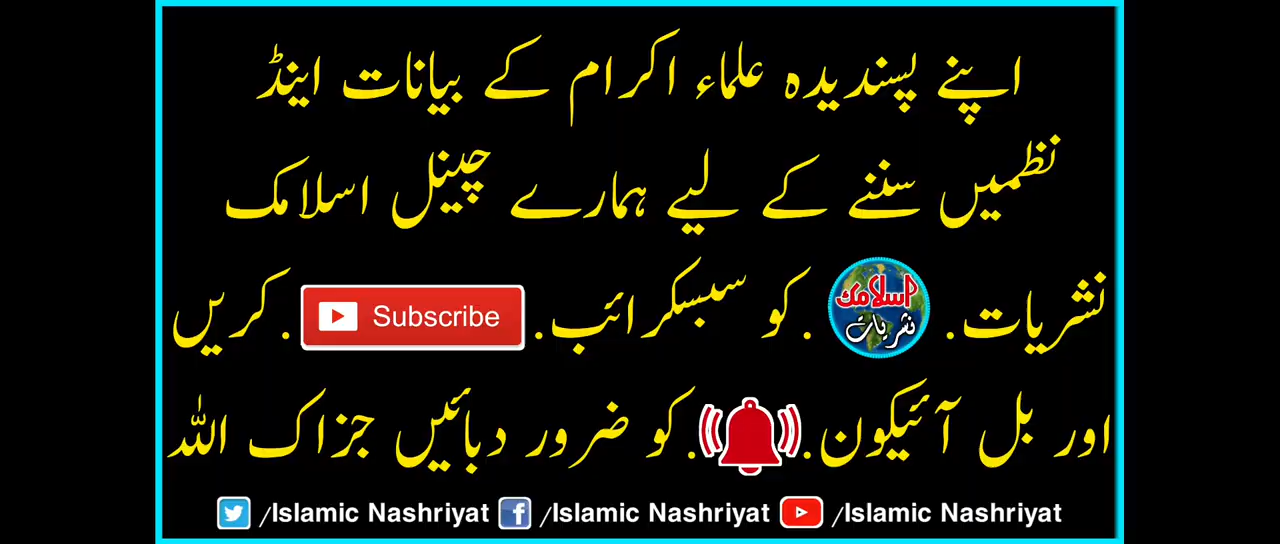 اپنے پسندیدہ علماء اکرام کے بیانات اینڈ
نظمیں سننے کے لیے ہمارے چینل اسلامک
نشریات. اسلامک نشریات .کو سبسکرائب. Subscribe .کریں
اور بل آئیکون. .کو ضرور دبائیں جزاک اللہ
/Islamic Nashriyat /Islamic Nashriyat /Islamic Nashriyat